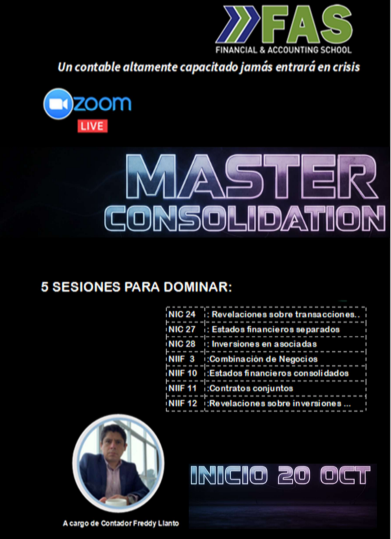 FAS
FINANCIAL & ACCOUNTING SCHOOL
Un contable altamente capacitado jamás entrará en crisis
zoom
LIVE
MASTER
CONSOLIDATION
5 SESIONES PARA DOMINAR:
NIC 24 : Revelaciones sobre transacciones..
NIC 27 : Estados financieros separados
NIC 28 : Inversiones en asociadas
NIIF 3 :Combinación de Negocios
NIIF 10 :Estados financieros consolidados
NIIF 11 :Contratos conjuntos
NIIF 12 :Revelaciones sobre inversiones ...
INICIO 20 OCT
A cargo de Contador Freddy Llanto